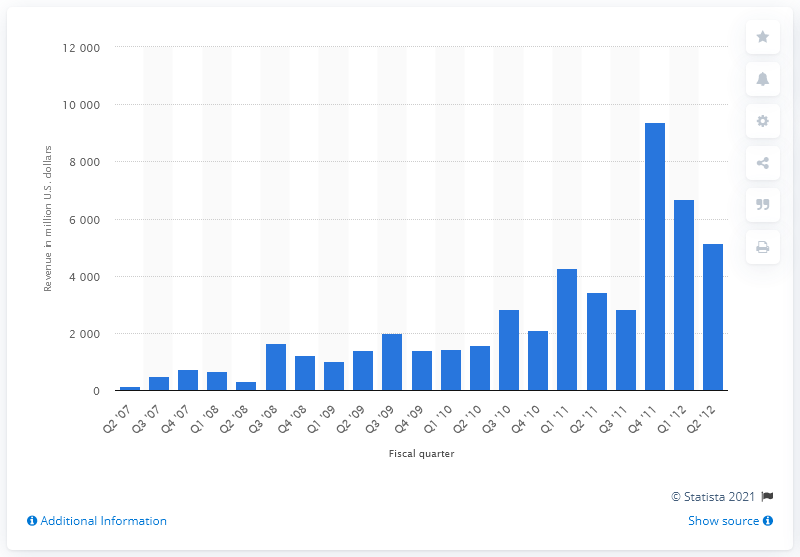 12 000
10 000
8 000
6 000
4 000
2 000
0
Revenue in million U.S. dollars
Q2 '07
Q3 '07
Q4 '07
Q1 '08
Q2 '08
Q3 '08
Q4 '08
Q1 '09
Q2 '09
Q3 '09
Q4 '09
Q1 '10
Q2 '10
Q3 '10
Q4 '10
Q1 '11
Q2 '11
Q3 '11
Q4 '11
Q1 '12
Q2 '12
Fiscal quarter
© Statista 2021
Additional Information
Show source